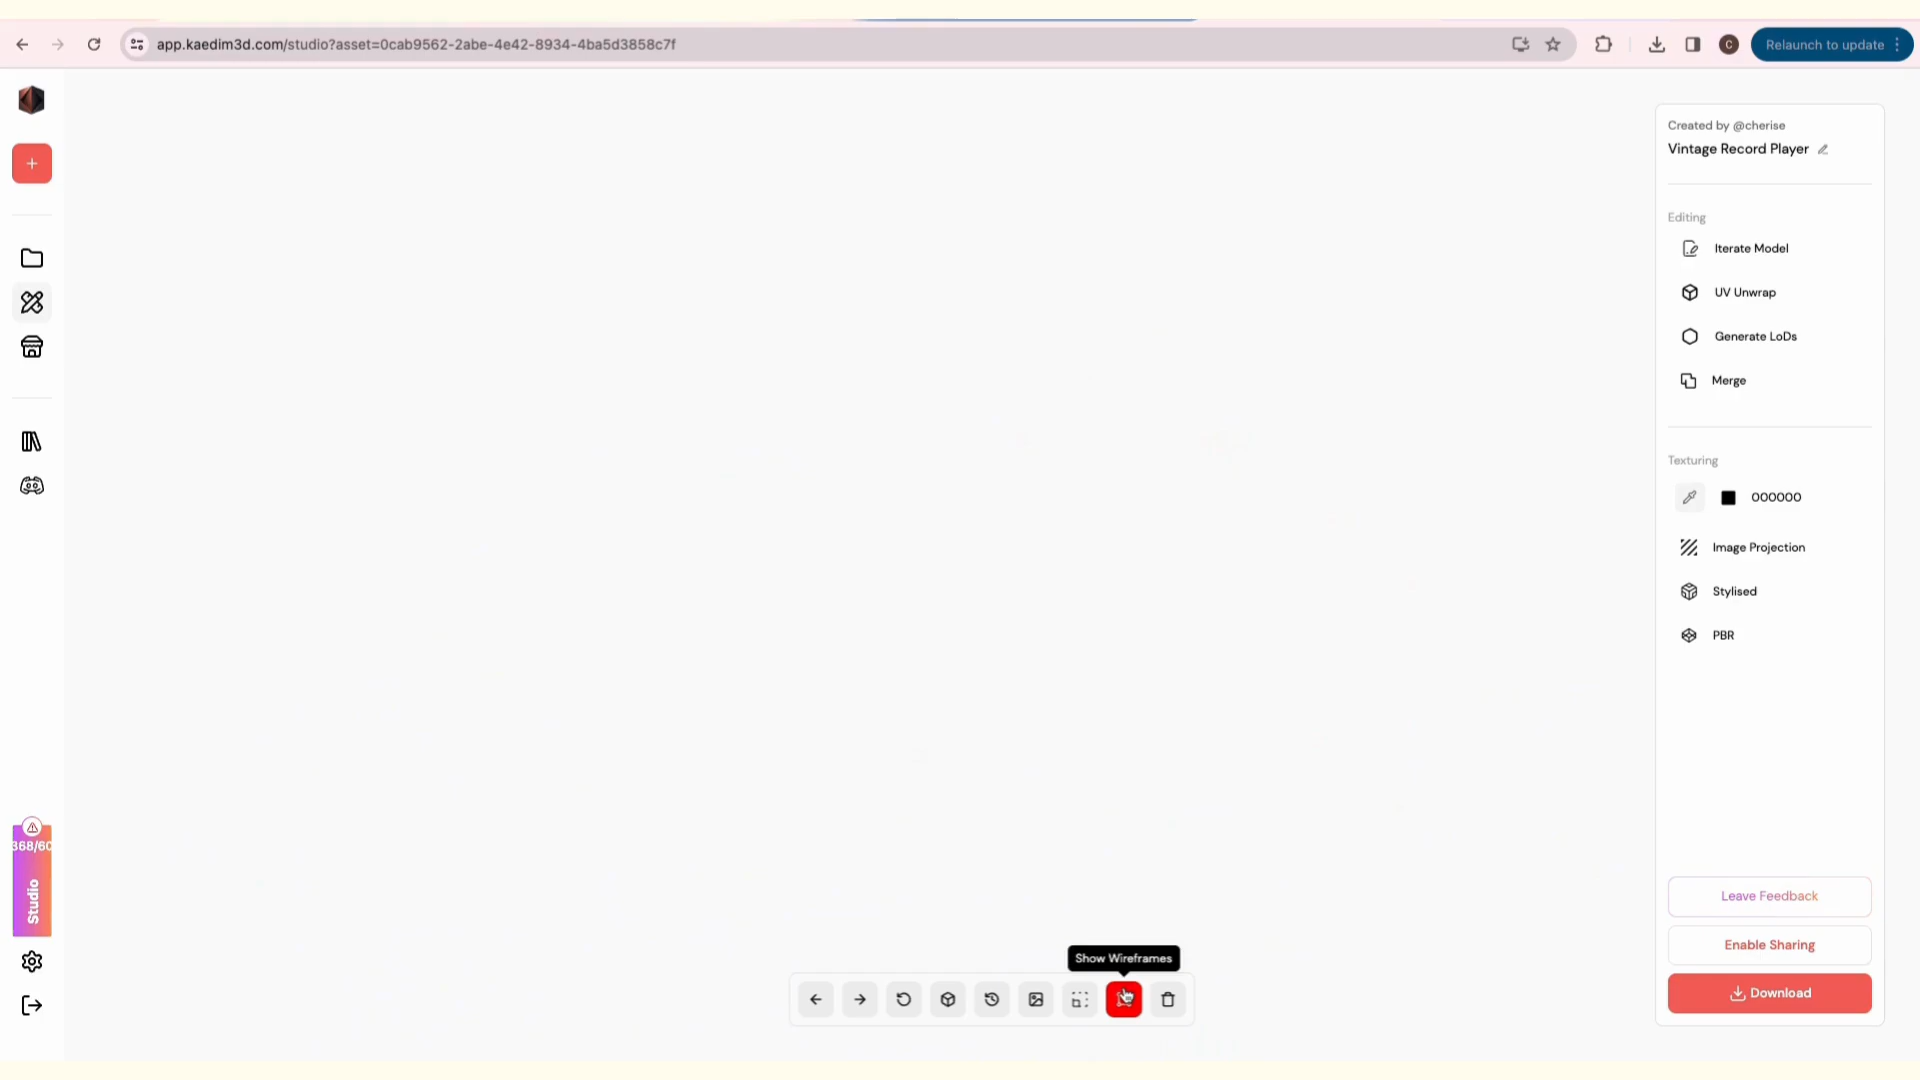 app.kaedim3d.com/studio?asset=0cab9562-2abe-4e42-8934-4ba5d3858c7f
C
Relaunch to update
Created by @cherise
Vintage Record Player
Editing
Iterate Model
UV Unwrap
Generate LoDs
Merge
Texturing
000000
Image Projection
Stylised
PBR
368/60
Studio
Leave Feedback
Enable Sharing
Show Wireframes
Download